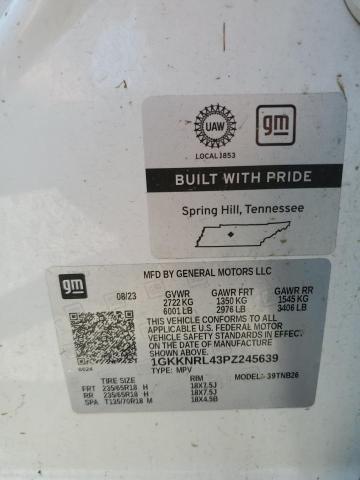 UAW
gm
LOCAL 1853
BUILT WITH PRIDE
Spring Hill, Tennessee
gm
MFD BY GENERAL MOTORS LLC
08/23 GVWR GAWR FRT GAWR RR
2722 KG 1350 KG 1545 KG
6001 LB 2976 LB 3406 LB
THIS VEHICLE CONFORMS TO ALL
APPLICABLE U.S. FEDERAL MOTOR
VEHICLE SAFETY STANDARDS IN EFFECT
ON THE DATE OF MANUFACTURE SHOWN ABOVE.
1GKKNRL43PZ245639
6024 TYPE: MPV MODEL: 39TNB26
TIRE SIZE RIM
FRT 235/65R18 H 18X7.5J
RR 235/65R18 H 18X7.5J
SPA T135/70R18 M 18X4.5B